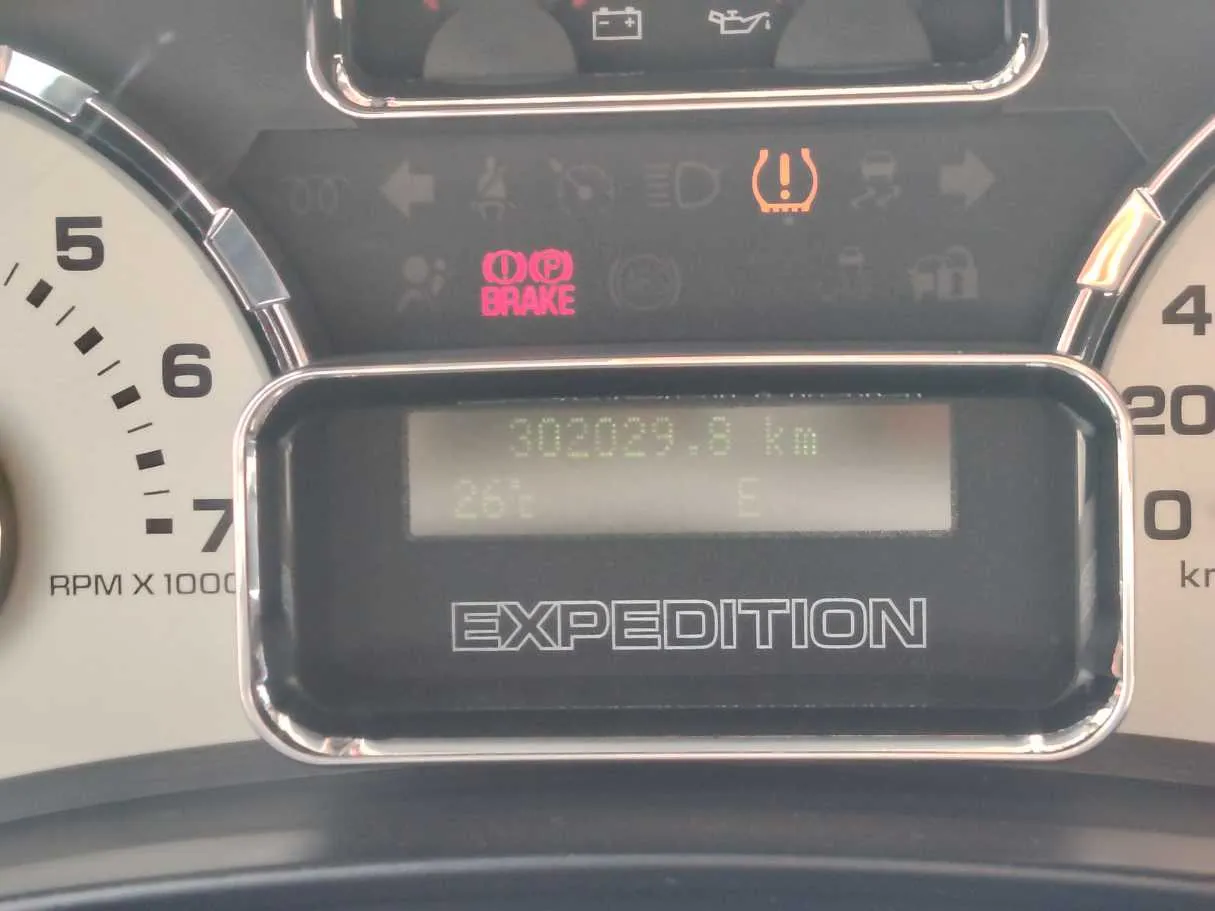 5
6
7
RPM X 1000
BRAKE
302029.8 km
26°C E
EXPEDITION
4
20
0